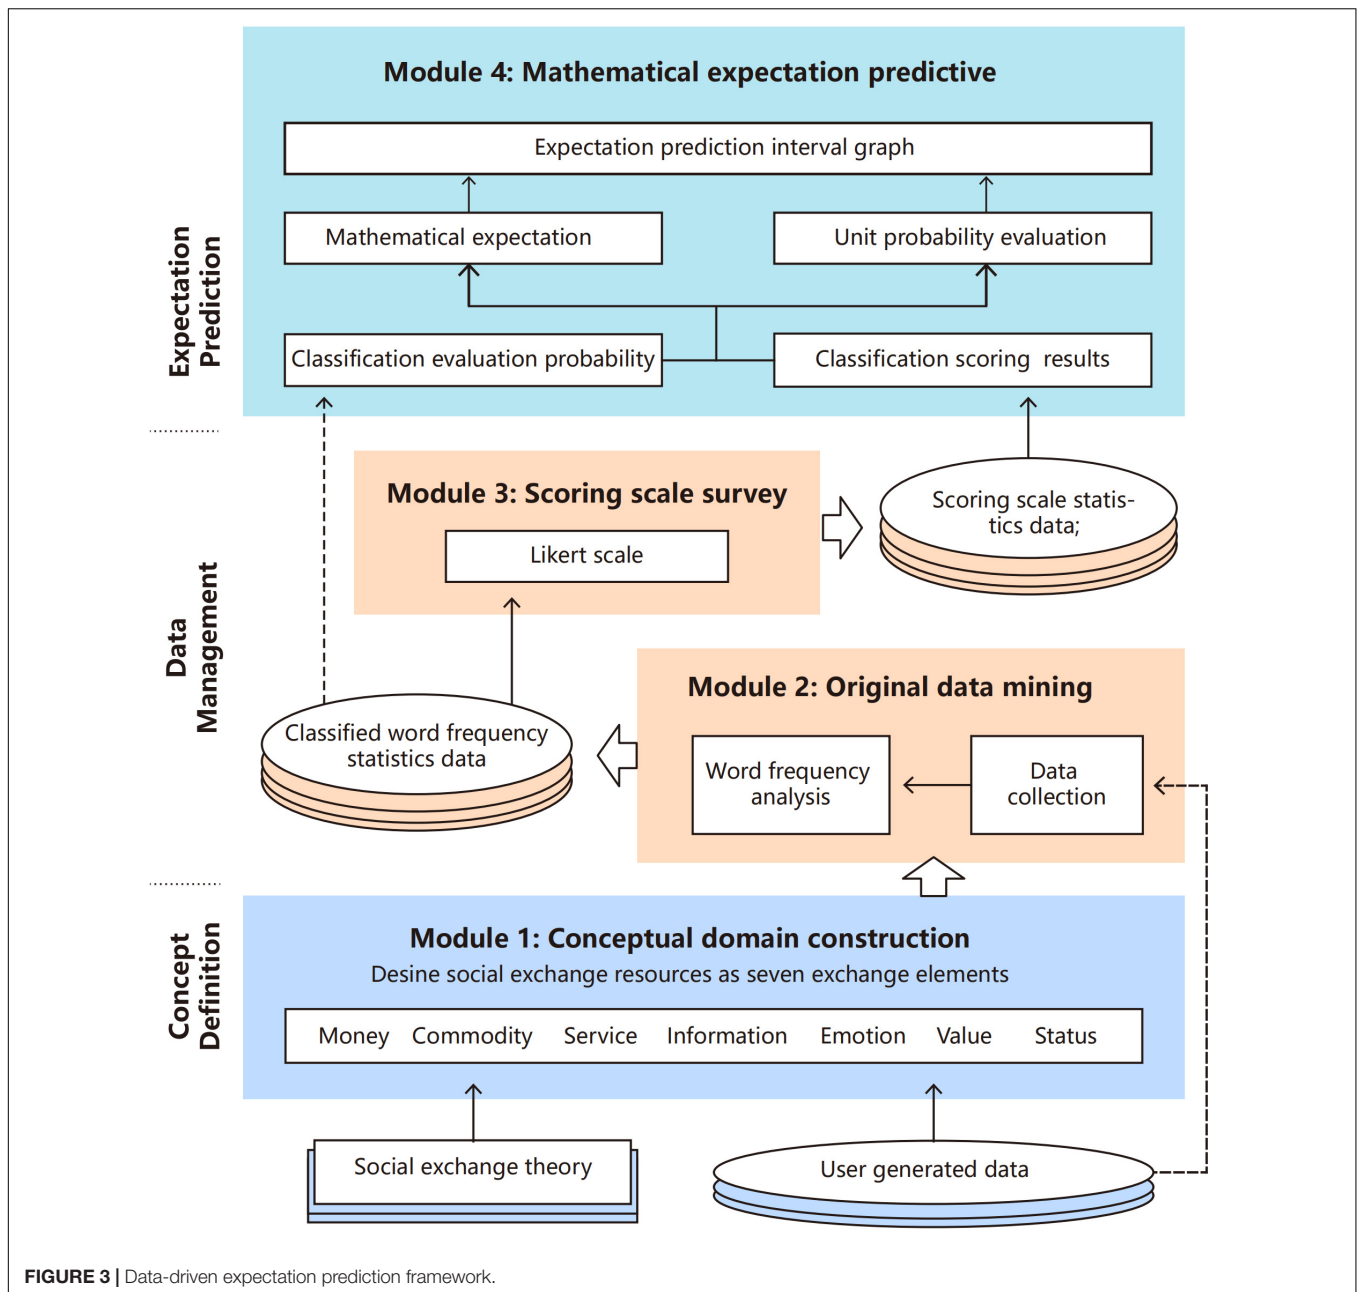 Module 4: Mathematical expectation predictive
Expectation prediction interval graph
Mathematical expectation
Unit probability evaluation
Classification evaluation probability
Classification scoring results
Expectation
Prediction
Module 3: Scoring scale survey
Likert scale
Scoring scale statis-
tics data;
Data
Management
Module 2: Original data mining
Classified word frequency
statistics data
Word frequency
analysis
Data
collection
Concept
Definition
Module 1: Conceptual domain construction
Desine social exchange resources as seven exchange elements
Money Commodity Service Information Emotion Value Status
Social exchange theory
User generated data
FIGURE 3 | Data-driven expectation prediction framework.